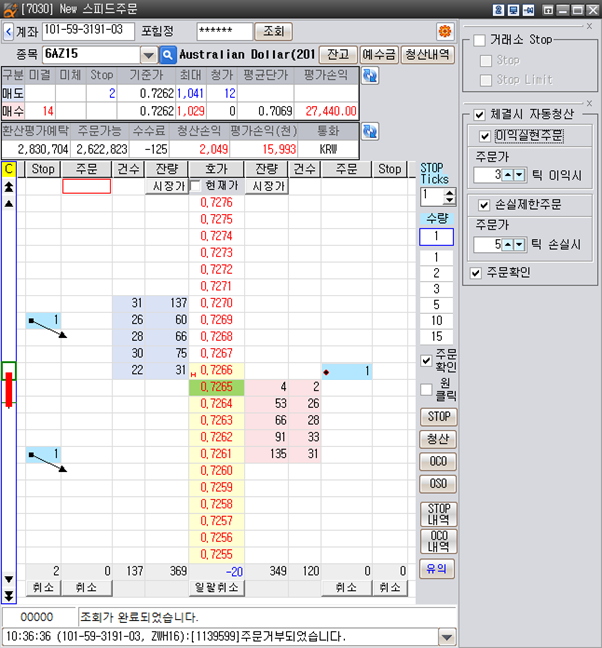 [7030] New 스피드주문
계좌 101-59-3191-03 포험정 ****** 조회
종목 6AZ15 Australian Dollar(201 잔고 예수금 청산내역
구분 미결 미체 Stop 기준가 최대 청가 평균단가 평가손익
매도 2 0.7262 1,041 12
매수 14 0.7262 1,029 0 0.7069 27,440.00
환산평가예탁 주문가능 수수료 청산손익 평가손익(천) 통화
2,830,704 2,622,823 -125 2,049 15,993 KRW
C Stop 주문 건수 잔량 호가 잔량 건수 주문 Stop
시장가 현재가 시장가
0.7276
0.7275
0.7274
0.7273
0.7272
0.7271
31 137 0.7270
1 26 60 0.7269
28 66 0.7268
30 75 0.7267
22 31 H 0.7266 1
0.7265 4 2
0.7264 53 26
0.7263 66 28
0.7262 91 33
1 0.7261 135 31
0.7260
0.7259
0.7258
0.7257
0.7256
0.7255
2 0 137 369 -20 349 120 0 0
취소 취소 일괄취소 취소 취소
STOP
Ticks
1
수량
1
1
2
3
5
10
15
주문
확인
원
클릭
STOP
청산
OCO
OSO
STOP
내역
OCO
내역
유의
00000 조회가 완료되었습니다.
10:36:36 (101-59-3191-03, ZWH16):[1139599]주문거부되었습니다.
x
거래소 Stop
Stop
Stop Limit
x
체결시 자동청산
이익실현주문
주문가
3 틱 이익시
손실제한주문
주문가
5 틱 손실시
주문확인